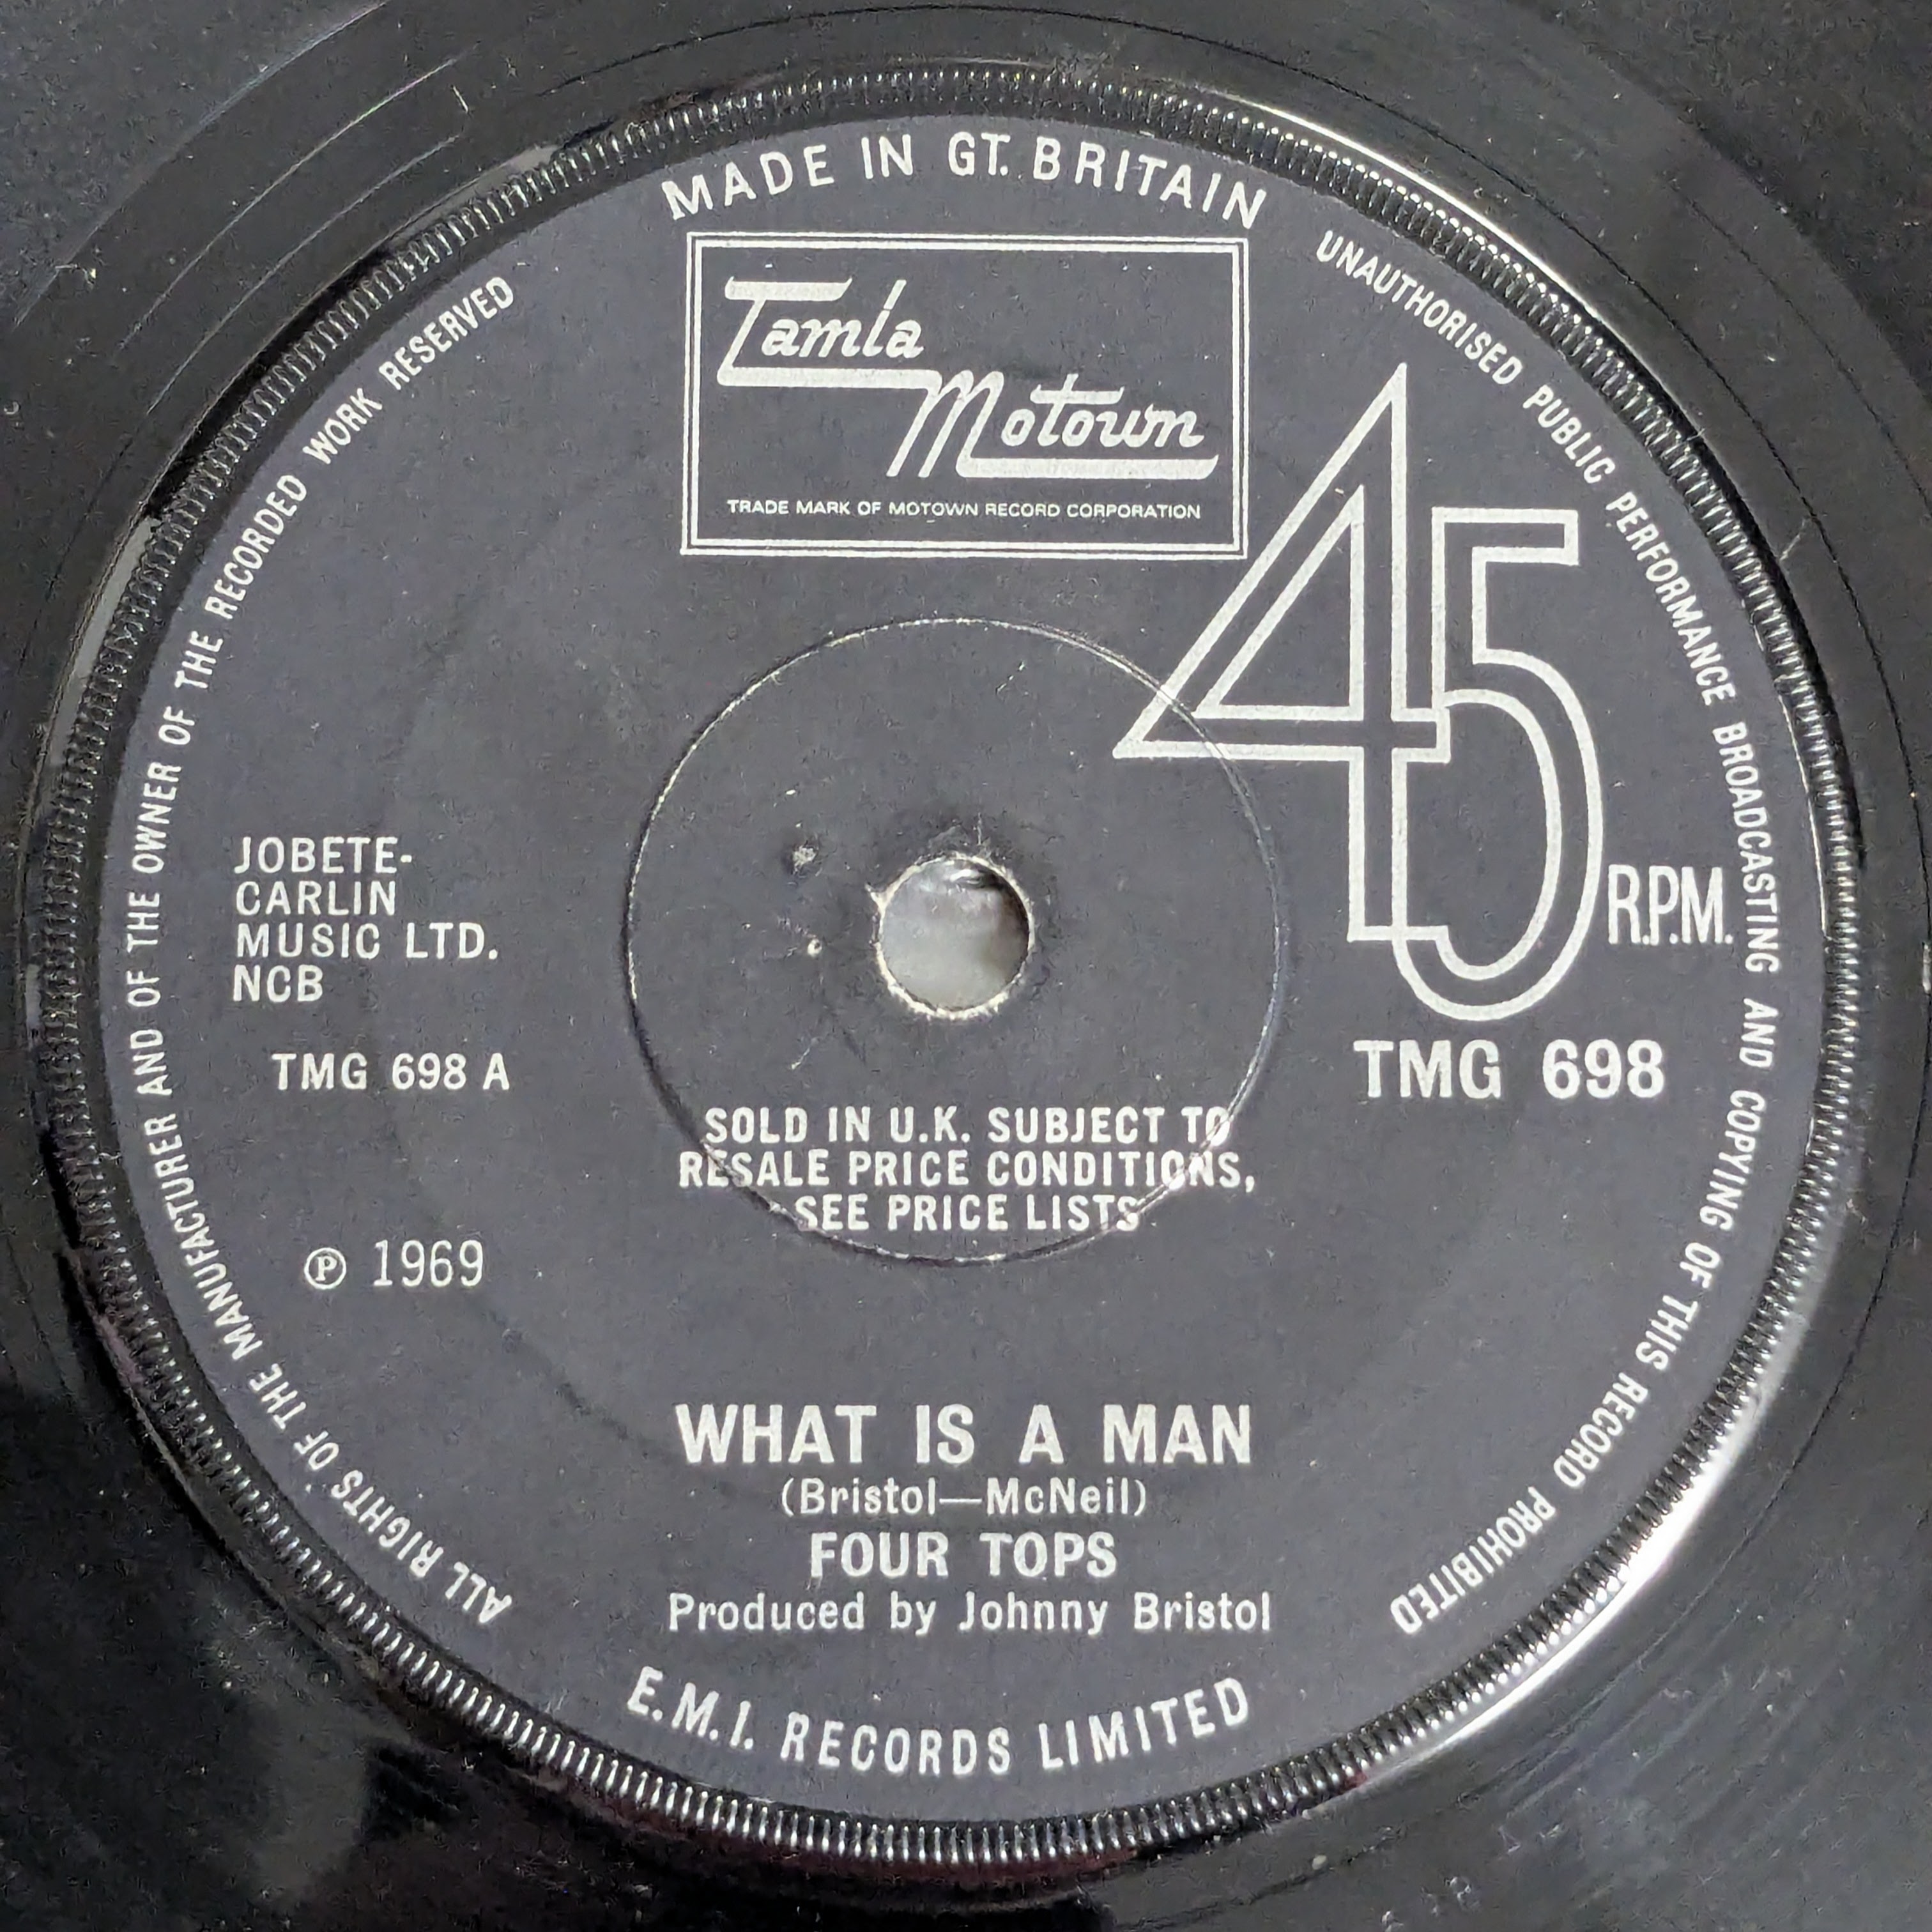 MADE IN GT. BRITAIN
Tamla
Motown
TRADE MARK OF MOTOWN RECORD CORPORATION
45
R.P.M.
UNAUTHORISED PUBLIC PERFORMANCE BROADCASTING AND COPYING OF THIS RECORD PROHIBITED
ALL RIGHTS OF THE MANUFACTURER AND OF THE OWNER OF THE RECORDED WORK RESERVED
JOBETE-
CARLIN
MUSIC LTD.
NCB
TMG 698 A
TMG 698
SOLD IN U.K. SUBJECT TO
RESALE PRICE CONDITIONS,
SEE PRICE LISTS
Ⓟ 1969
WHAT IS A MAN
(Bristol—McNeil)
FOUR TOPS
Produced by Johnny Bristol
E.M.I. RECORDS LIMITED